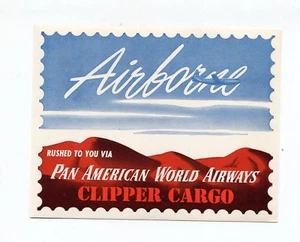 Airborne
RUSHED TO YOU VIA
PAN AMERICAN WORLD AIRWAYS
CLIPPER CARGO